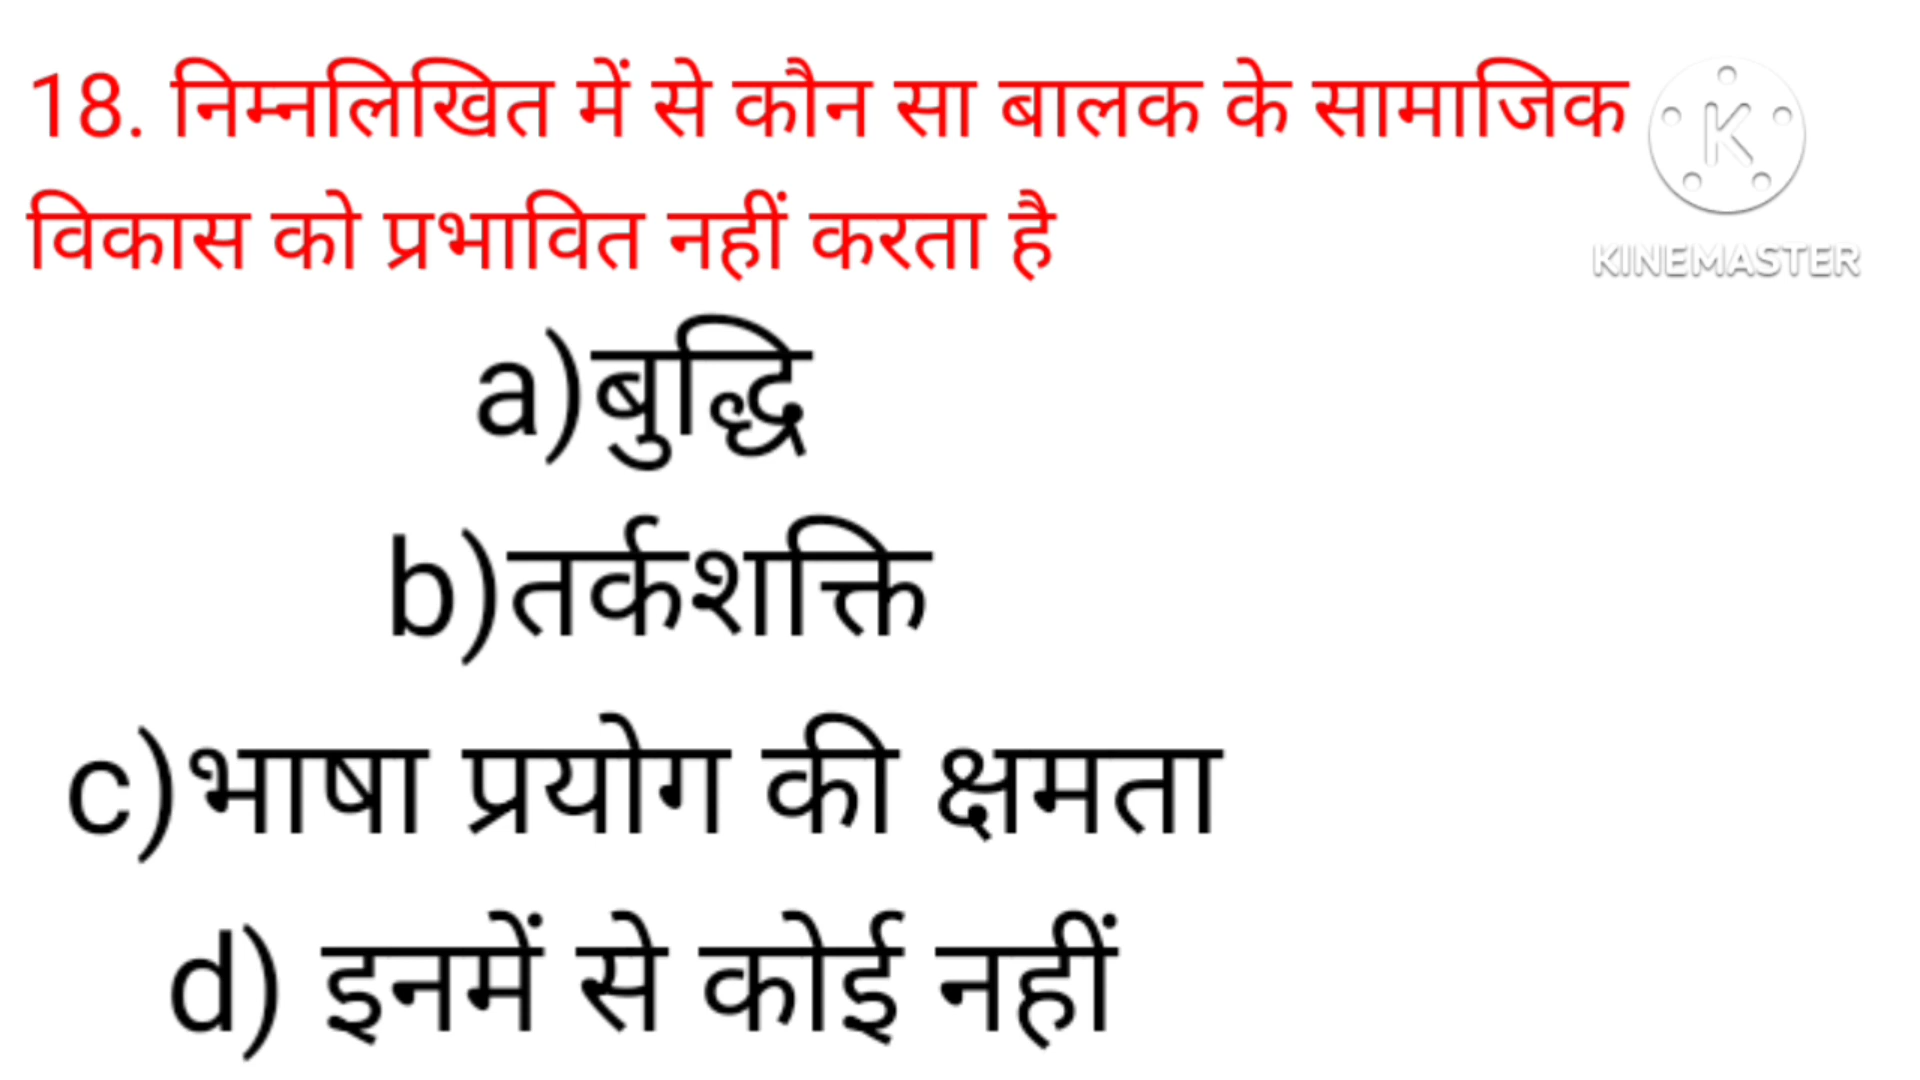 18. निम्नलिखित में से कौन सा बालक के सामाजिक
विकास को प्रभावित नहीं करता है
K
KINEMASTER
a)बुद्धि
b)तर्कशक्ति
c)भाषा प्रयोग की क्षमता
d) इनमें से कोई नहीं